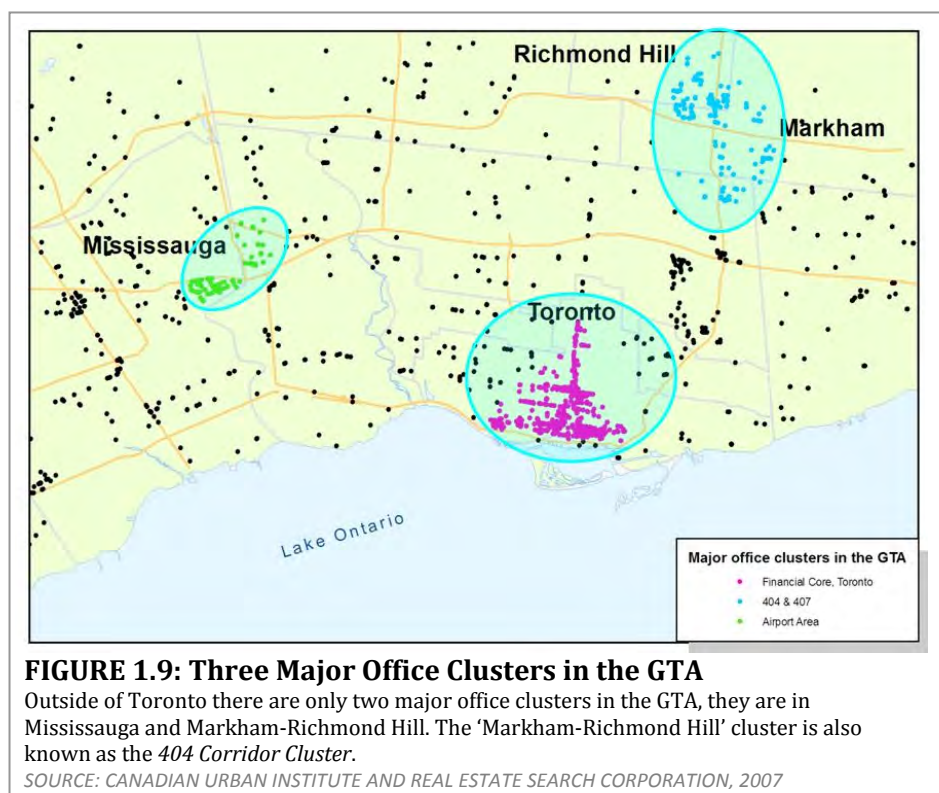 Richmond Hill
Markham
Mississauga
Toronto
Lake Ontario
Major office clusters in the GTA
Financial Core, Toronto
404 & 407
Airport Area
FIGURE 1.9: Three Major Office Clusters in the GTA
Outside of Toronto there are only two major office clusters in the GTA, they are in
Mississauga and Markham-Richmond Hill. The ‘Markham-Richmond Hill’ cluster is also
known as the 404 Corridor Cluster.
SOURCE: CANADIAN URBAN INSTITUTE AND REAL ESTATE SEARCH CORPORATION, 2007